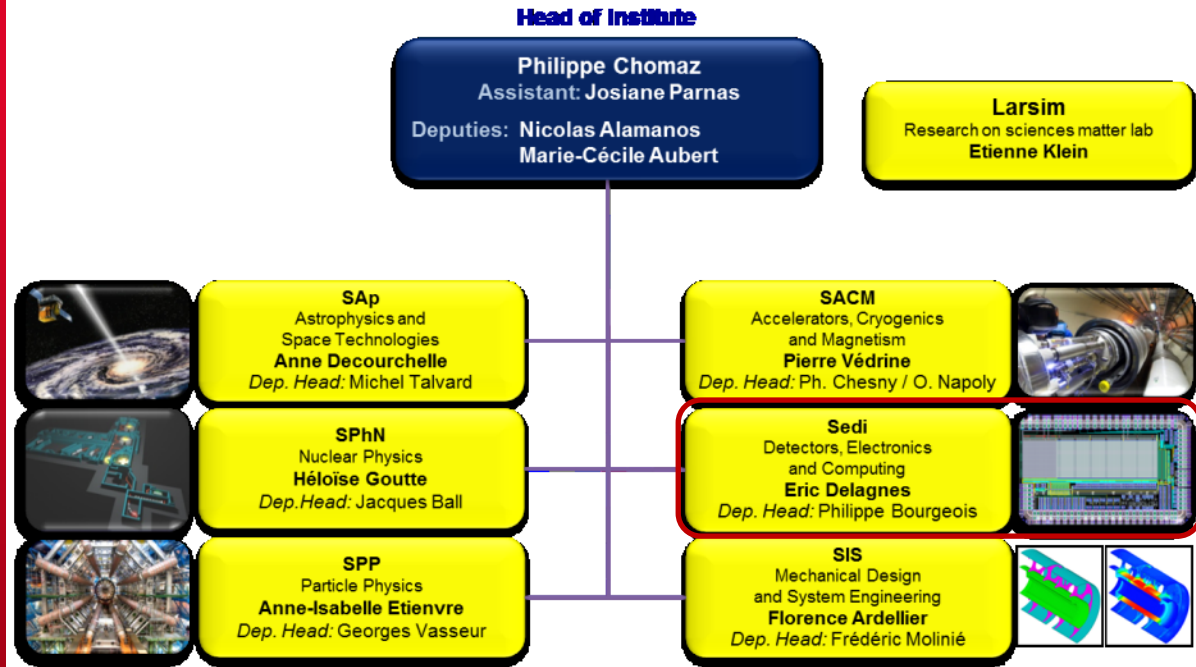 Head of Institute
Philippe Chomaz
Assistant: Josiane Parnas
Deputies: Nicolas Alamanos
Marie-Cécile Aubert
Larsim
Research on sciences matter lab
Etienne Klein
SAp
Astrophysics and
Space Technologies
Anne Decourchelle
Dep. Head: Michel Talvard
SACM
Accelerators, Cryogenics
and Magnetism
Pierre Védrine
Dep. Head: Ph. Chesny / O. Napoly
SPhN
Nuclear Physics
Héloïse Goutte
Dep.Head: Jacques Ball
Sedi
Detectors, Electronics
and Computing
Eric Delagnes
Dep. Head: Philippe Bourgeois
SPP
Particle Physics
Anne-Isabelle Etienvre
Dep. Head: Georges Vasseur
SIS
Mechanical Design
and System Engineering
Florence Ardellier
Dep. Head: Frédéric Molinié